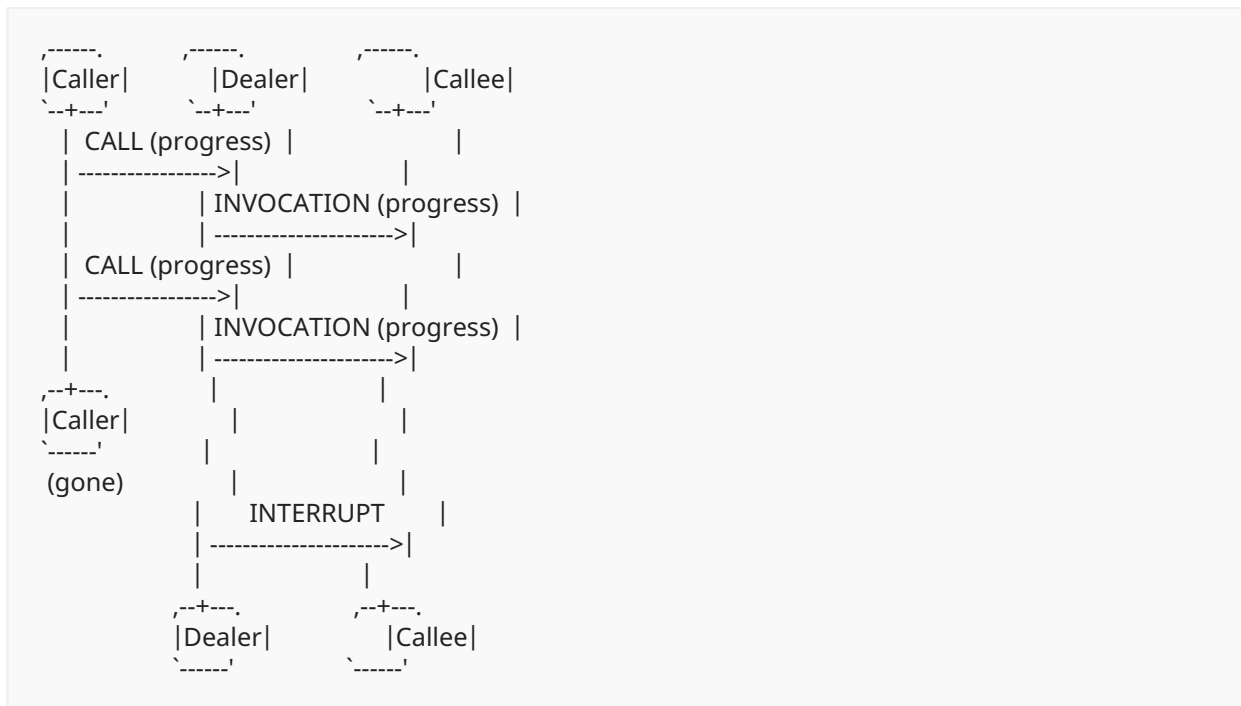 ,------.          ,------.              ,------.
|Caller|          |Dealer|              |Callee|
`--+---'          `--+---'              `--+---'
   | CALL (progress) |                     |
   | ----------------->|                     |
   |                 | INVOCATION (progress) |
   |                 | ---------------------->|
   | CALL (progress) |                     |
   | ----------------->|                     |
   |                 | INVOCATION (progress) |
   |                 | ---------------------->|
,--+---.             |                     |
|Caller|             |                     |
`------'             |                     |
 (gone)              |                     |
                     |       INTERRUPT       |
                     | ---------------------->|
                     |                     |
                  ,--+---.              ,--+---.
                  |Dealer|              |Callee|
                  `------'              `------'